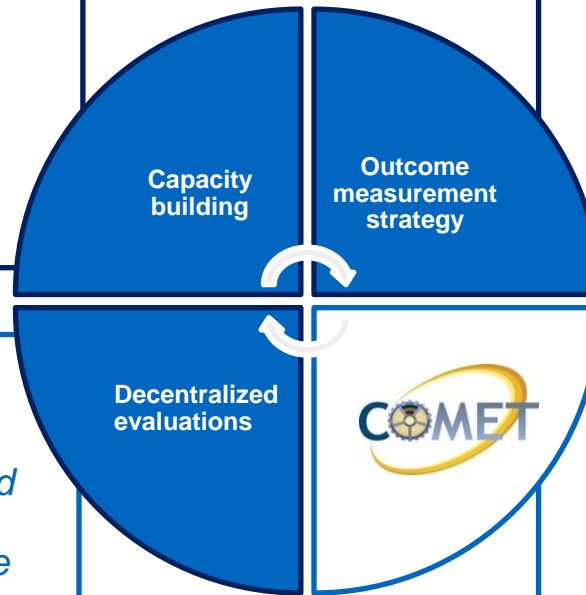 Capacity
building
Outcome
measurement
strategy
Decentralized
evaluations
COMET
d
e